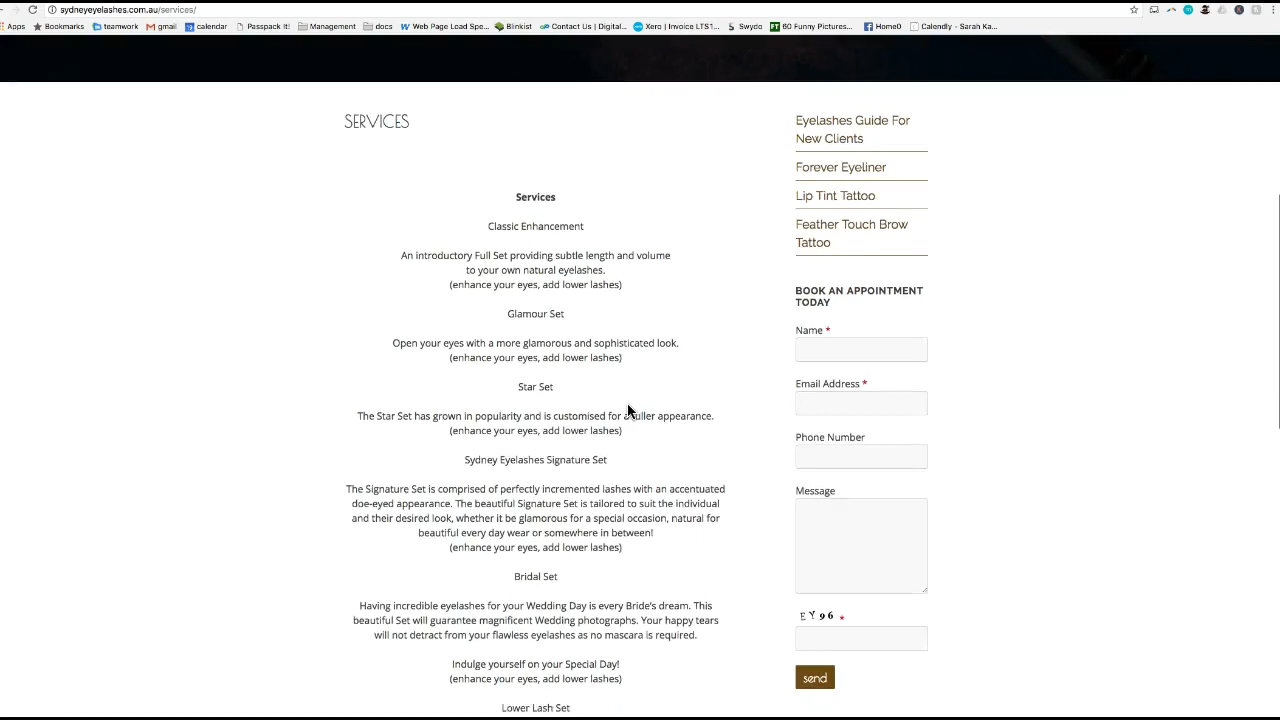 sydneyeyelashes.com.au/services/
Apps Bookmarks teamwork gmail calendar Passpack It! Management docs Web Page Load Spe... Blinkist Contact Us | Digital... Xero | Invoice LTS1... Swydo 60 Funny Pictures... Home0 Calendly - Sarah Ka...
SERVICES
Services
Classic Enhancement
An introductory Full Set providing subtle length and volume
to your own natural eyelashes.
(enhance your eyes, add lower lashes)
Glamour Set
Open your eyes with a more glamorous and sophisticated look.
(enhance your eyes, add lower lashes)
Star Set
The Star Set has grown in popularity and is customised for a fuller appearance.
(enhance your eyes, add lower lashes)
Sydney Eyelashes Signature Set
The Signature Set is comprised of perfectly incremented lashes with an accentuated
doe-eyed appearance. The beautiful Signature Set is tailored to suit the individual
and their desired look, whether it be glamorous for a special occasion, natural for
beautiful every day wear or somewhere in between!
(enhance your eyes, add lower lashes)
Bridal Set
Having incredible eyelashes for your Wedding Day is every Bride's dream. This
beautiful Set will guarantee magnificent Wedding photographs. Your happy tears
will not detract from your flawless eyelashes as no mascara is required.
Indulge yourself on your Special Day!
(enhance your eyes, add lower lashes)
Lower Lash Set
Eyelashes Guide For
New Clients
Forever Eyeliner
Lip Tint Tattoo
Feather Touch Brow
Tattoo
BOOK AN APPOINTMENT
TODAY
Name *
Email Address *
Phone Number
Message
EY96 *
send